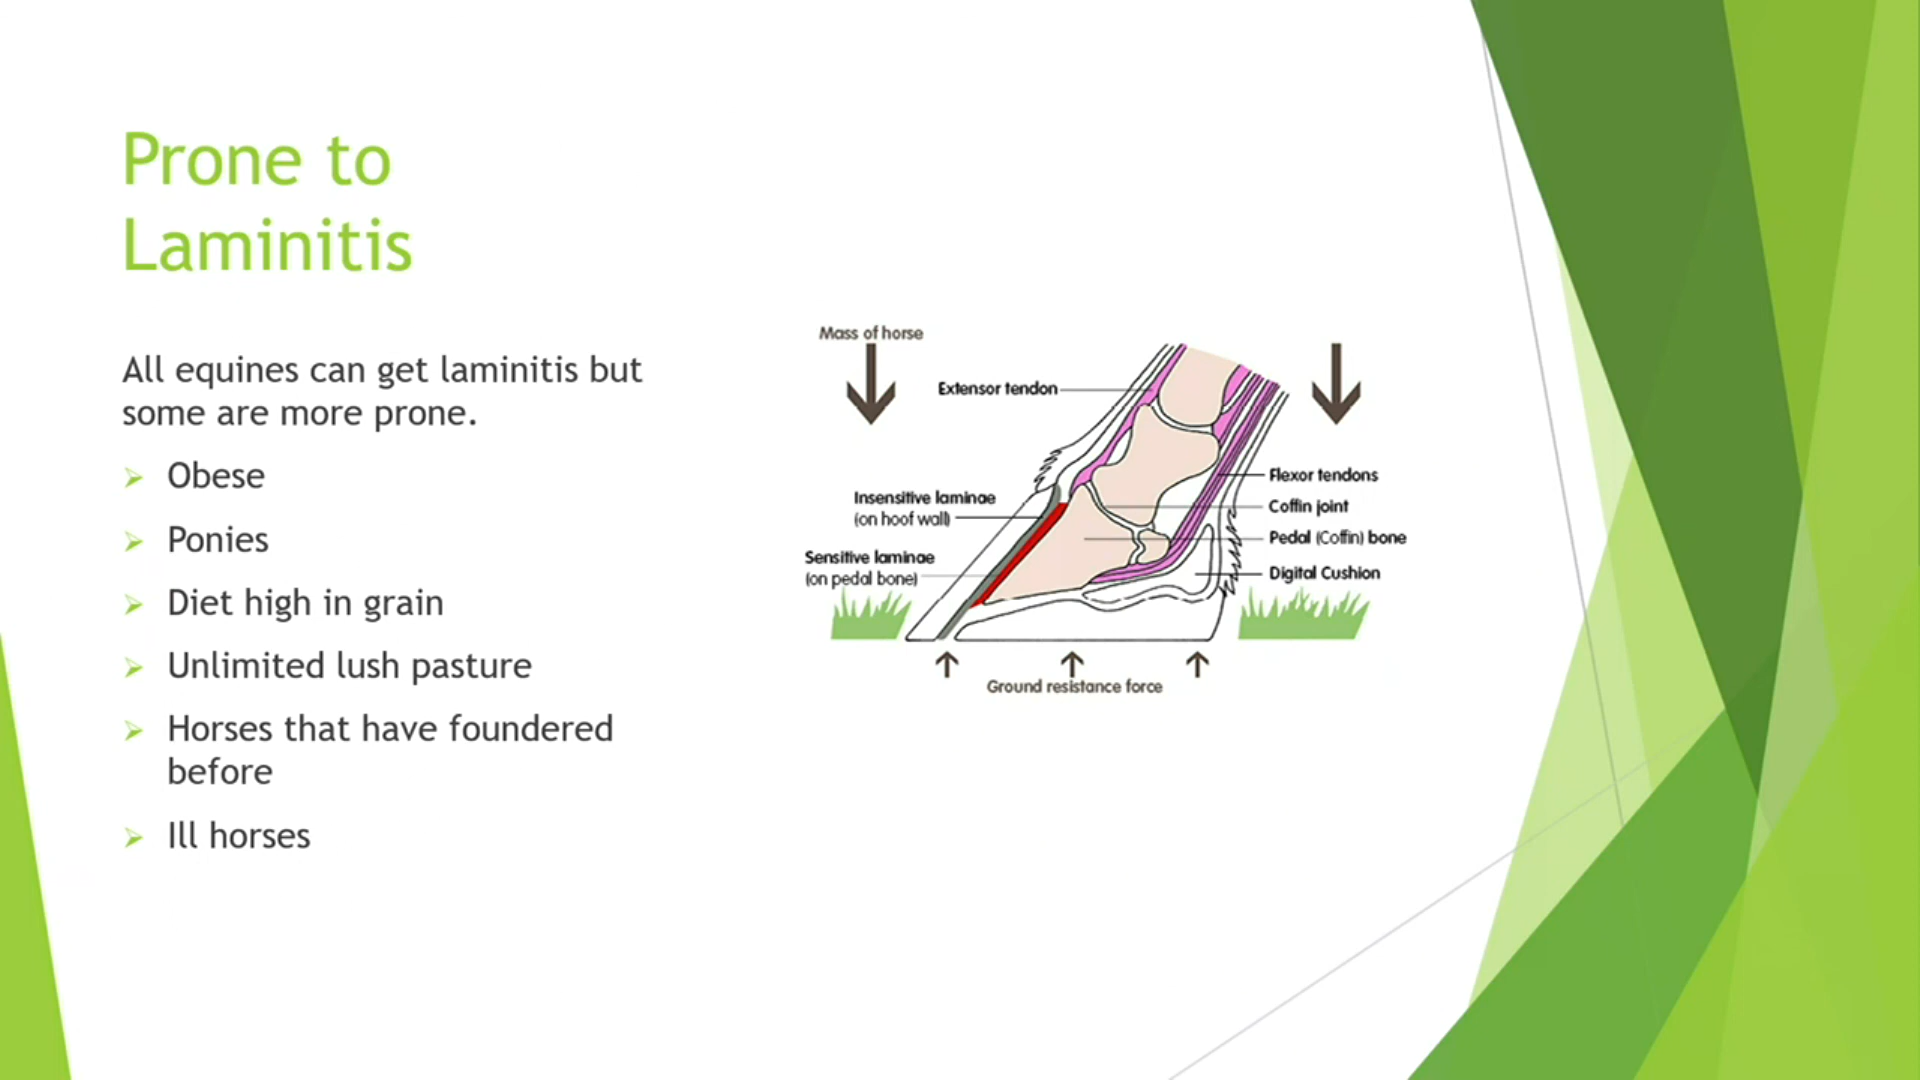 Prone to
Laminitis
All equines can get laminitis but
some are more prone.
Obese
Ponies
Diet high in grain
Unlimited lush pasture
Horses that have foundered
before
Ill horses
Mass of horse
Extensor tendon
Insensitive laminae
(on hoof wall)
Sensitive laminae
(on pedal bone)
Flexor tendons
Coffin joint
Pedal (Coffin) bone
Digital Cushion
Ground resistance force